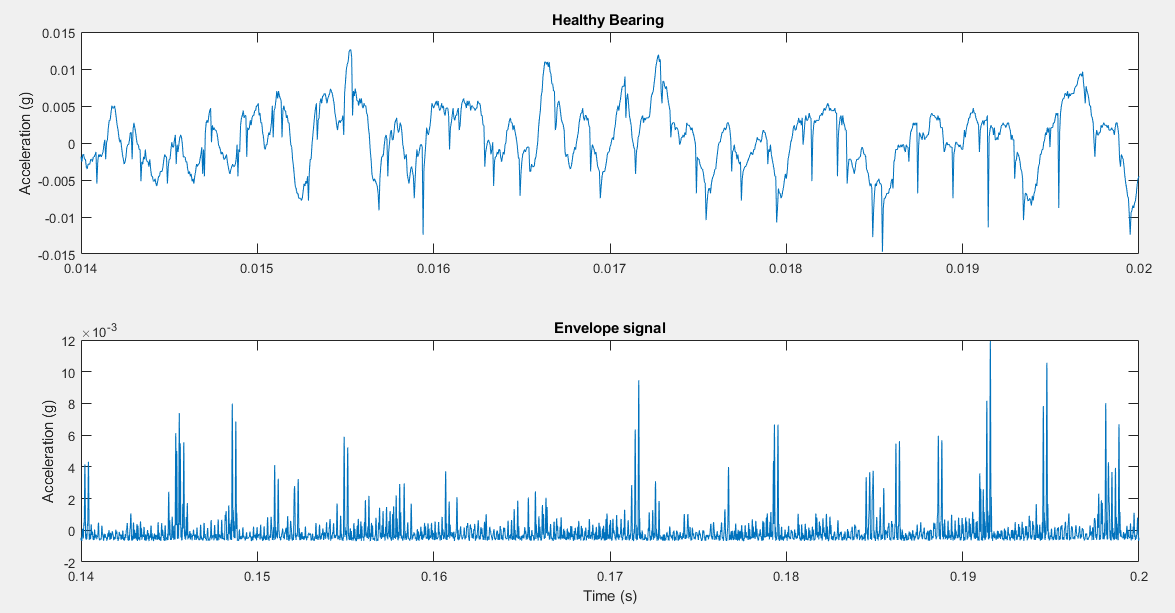 Healthy Bearing
Acceleration (g)
0.015
0.01
0.005
0
-0.005
-0.01
-0.015
0.014 0.015 0.016 0.017 0.018 0.019 0.02
Envelope signal
×10-3
Acceleration (g)
12
10
8
6
4
2
0
-2
0.14 0.15 0.16 0.17 0.18 0.19 0.2
Time (s)